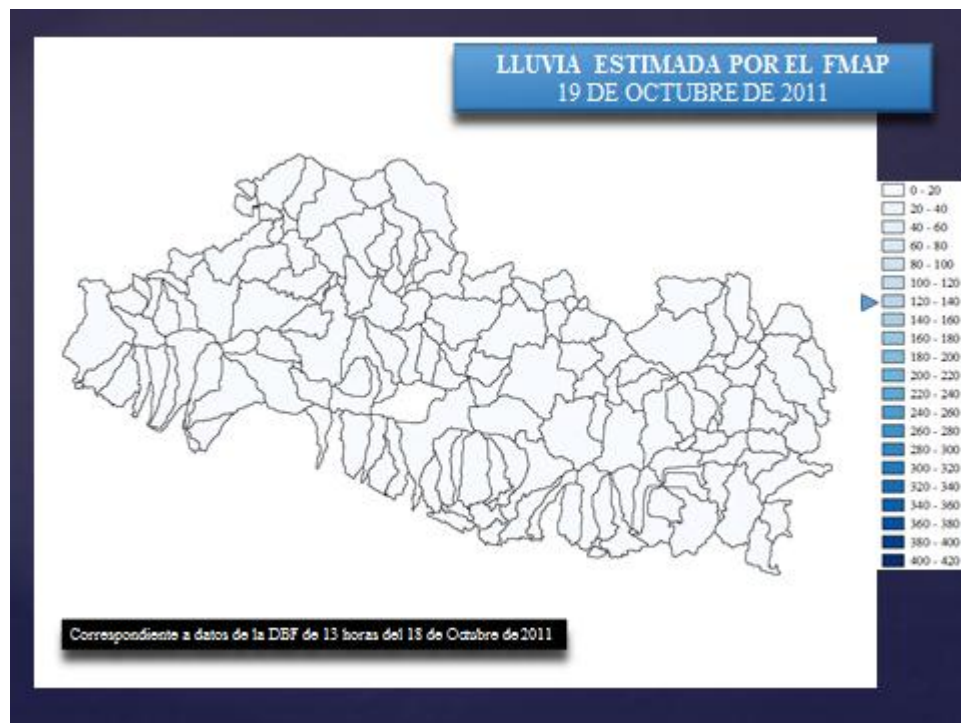 LLUVIA ESTIMADA POR EL FMAP
19 DE OCTUBRE DE 2011
0 - 20
20 - 40
40 - 60
60 - 80
80 - 100
100 - 120
120 - 140
140 - 160
160 - 180
180 - 200
200 - 220
220 - 240
240 - 260
260 - 280
280 - 300
300 - 320
320 - 340
340 - 360
360 - 380
380 - 400
400 - 420
Correspondiente a datos de la DBF de 13 horas del 18 de Octubre de 2011